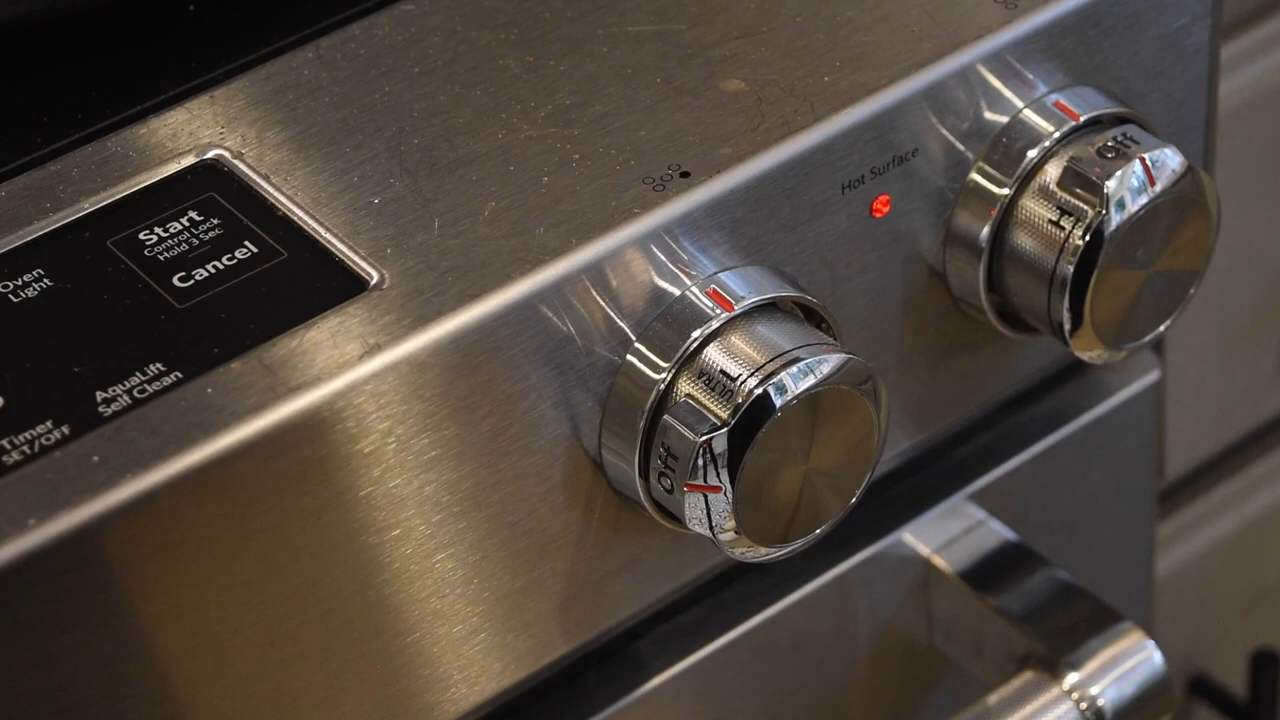 Start
Control Lock
Hold 3 Sec
Cancel
Oven
Light
AquaLift
Self Clean
Timer
SET/OFF
Hot Surface
Off
ULTRA
Off
H